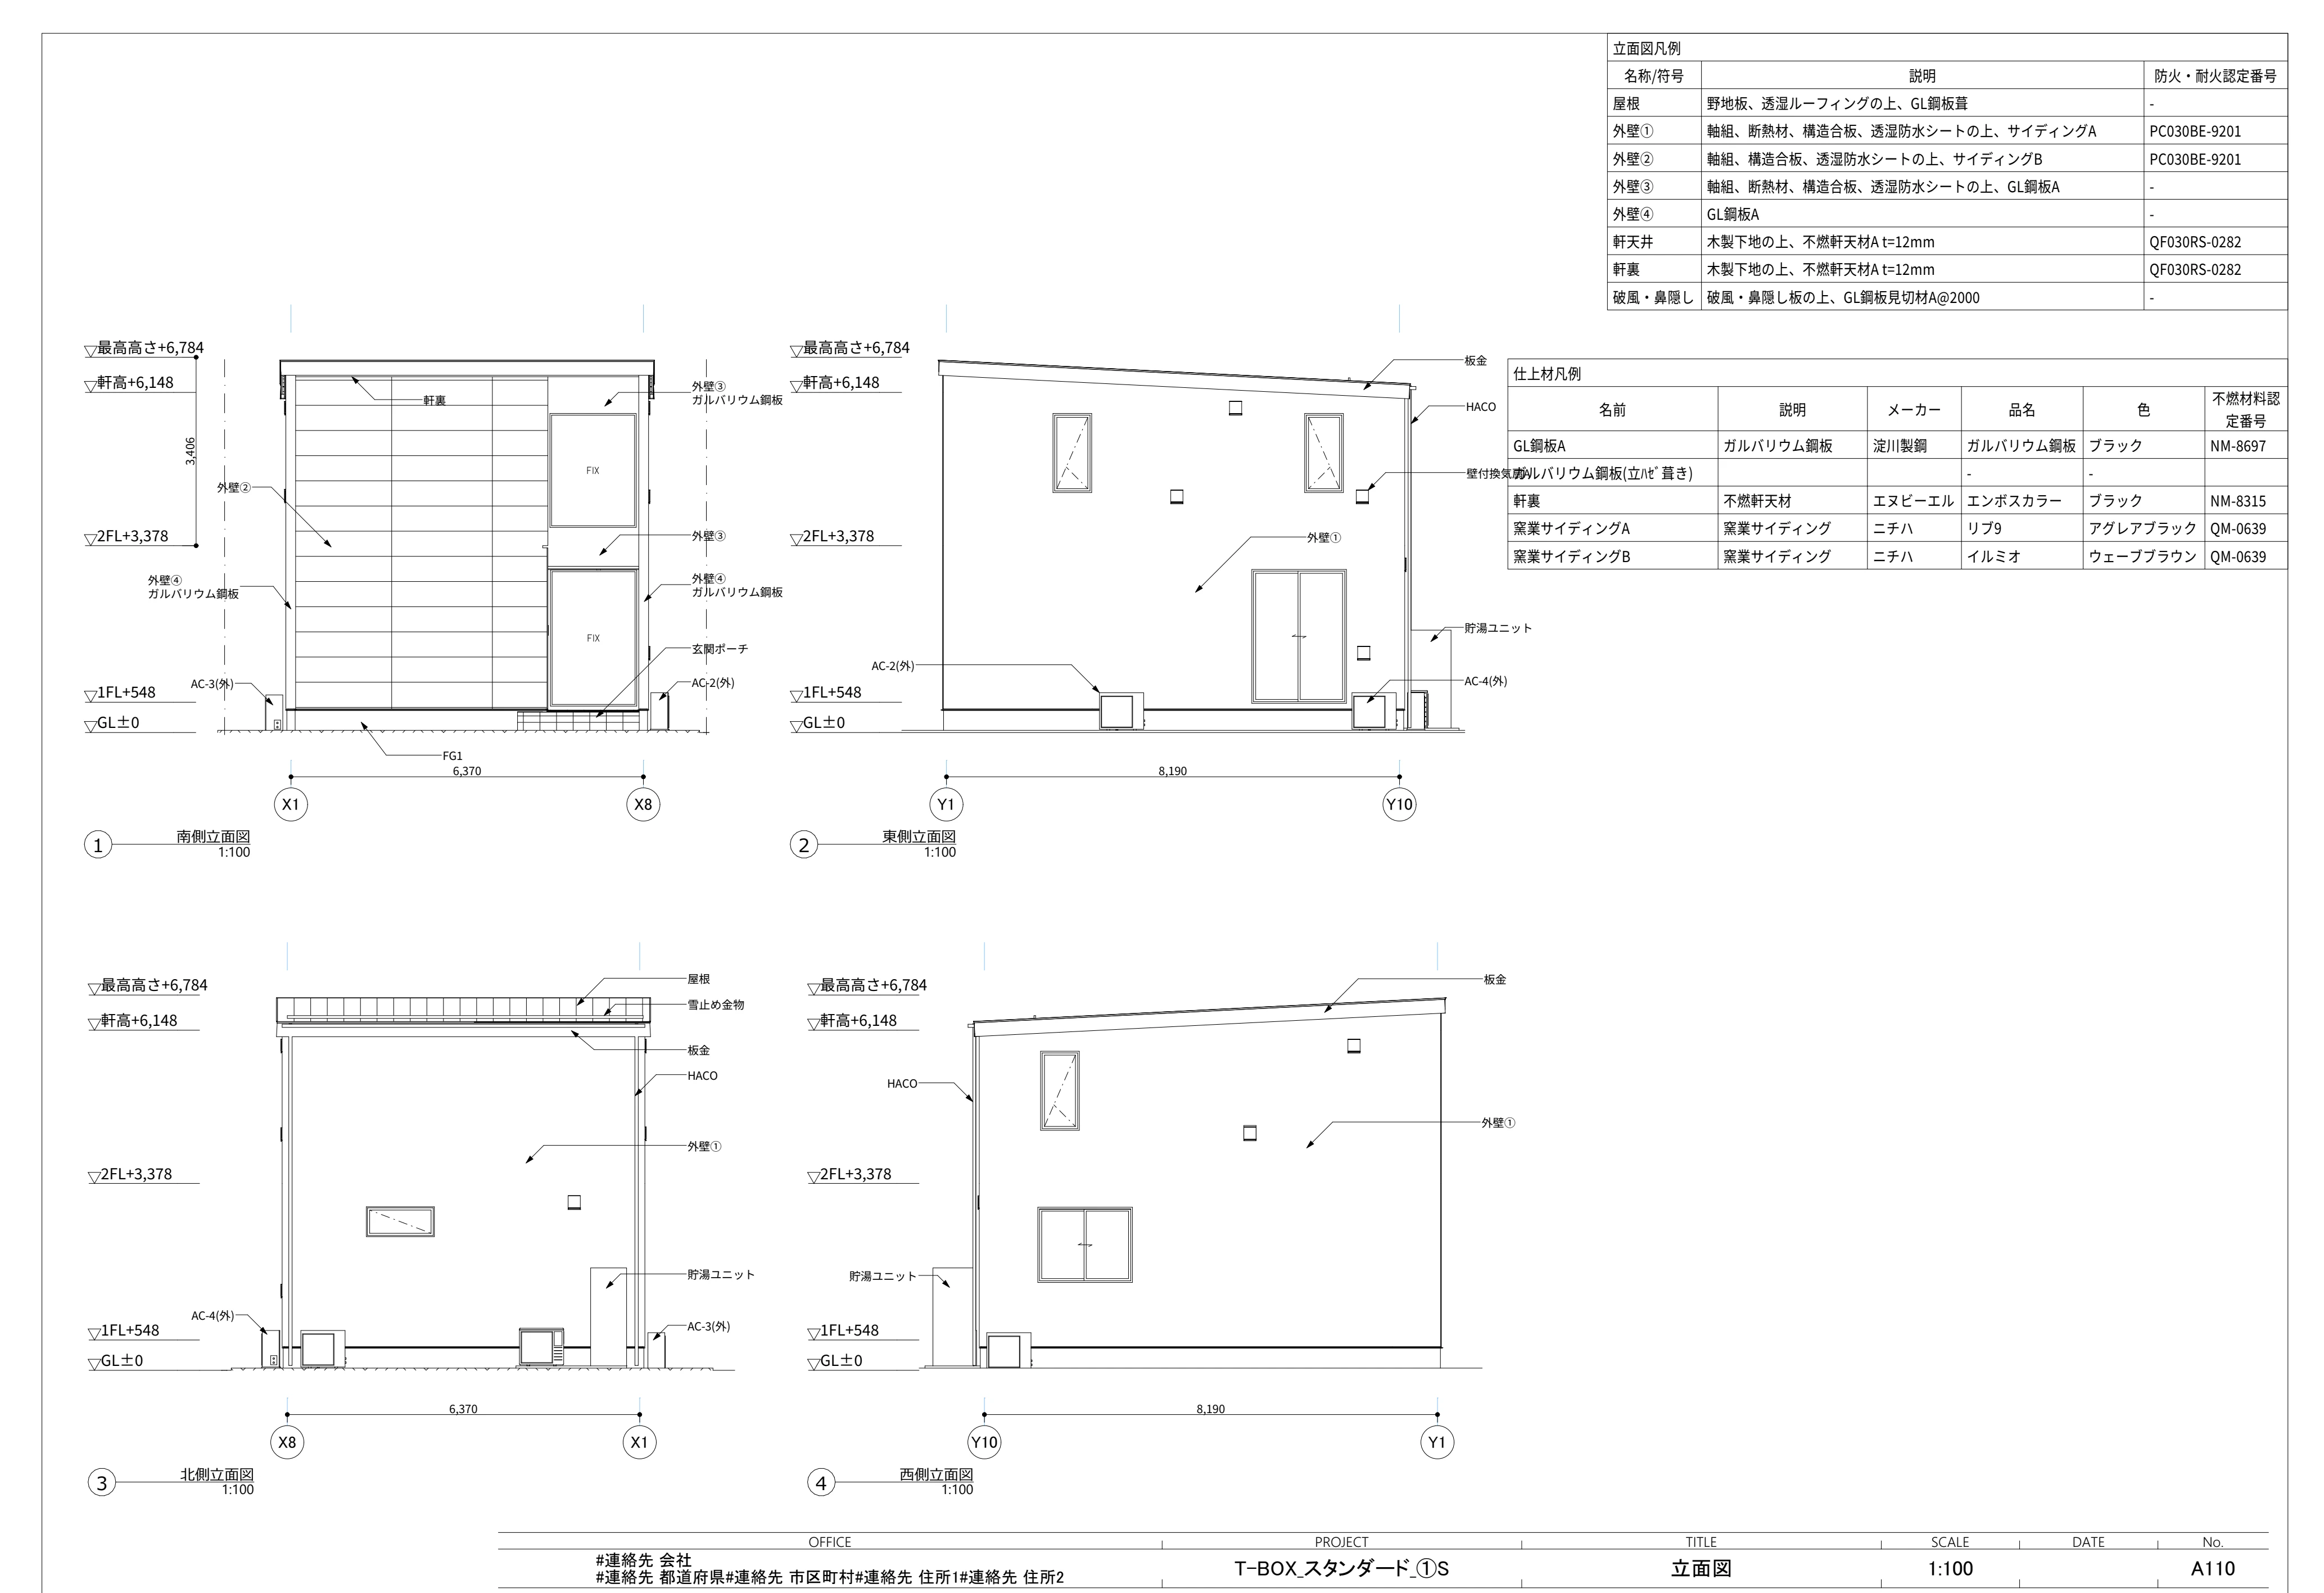 立面図凡例
名称/符号 説明 防火・耐火認定番号
屋根 野地板、透湿ルーフィングの上、GL鋼板葺 -
外壁① 軸組、断熱材、構造合板、透湿防水シートの上、サイディングA PC030BE-9201
外壁② 軸組、構造合板、透湿防水シートの上、サイディングB PC030BE-9201
外壁③ 軸組、断熱材、構造合板、透湿防水シートの上、GL鋼板A -
外壁④ GL鋼板A -
軒天井 木製下地の上、不燃軒天材A t=12mm QF030RS-0282
軒裏 木製下地の上、不燃軒天材A t=12mm QF030RS-0282
破風・鼻隠し 破風・鼻隠し板の上、GL鋼板見切材A@2000 -
仕上材凡例
名前 説明 メーカー 品名 色 不燃材料認
定番号
GL鋼板A ガルバリウム鋼板 淀川製鋼 ガルバリウム鋼板 ブラック NM-8697
ガルバリウム鋼板(立ﾊｾﾞ葺き) - -
軒裏 不燃軒天材 エヌビーエル エンボスカラー ブラック NM-8315
窯業サイディングA 窯業サイディング ニチハ リブ9 アグレアブラック QM-0639
窯業サイディングB 窯業サイディング ニチハ イルミオ ウェーブブラウン QM-0639
▽最高高さ+6,784
▽軒高+6,148
3,406
▽2FL+3,378
▽1FL+548
▽GL±0
軒裏
外壁③
ガルバリウム鋼板
FIX
外壁②
外壁③
外壁④
ガルバリウム鋼板
外壁④
ガルバリウム鋼板
FIX
玄関ポーチ
AC-3(外)
AC-2(外)
FG1
6,370
X1
X8
1
南側立面図
1:100
▽最高高さ+6,784
▽軒高+6,148
▽2FL+3,378
▽1FL+548
▽GL±0
板金
HACO
壁付換気
外壁①
貯湯ユニット
AC-2(外)
AC-4(外)
8,190
Y1
Y10
2
東側立面図
1:100
▽最高高さ+6,784
▽軒高+6,148
▽2FL+3,378
▽1FL+548
▽GL±0
屋根
雪止め金物
板金
HACO
外壁①
貯湯ユニット
AC-4(外)
AC-3(外)
6,370
X8
X1
3
北側立面図
1:100
▽最高高さ+6,784
▽軒高+6,148
▽2FL+3,378
▽1FL+548
▽GL±0
板金
HACO
外壁①
貯湯ユニット
8,190
Y10
Y1
4
西側立面図
1:100
OFFICE PROJECT TITLE SCALE DATE No.
#連絡先 会社
#連絡先 都道府県#連絡先 市区町村#連絡先 住所1#連絡先 住所2
T-BOX_スタンダード_①S 立面図 1:100 A110